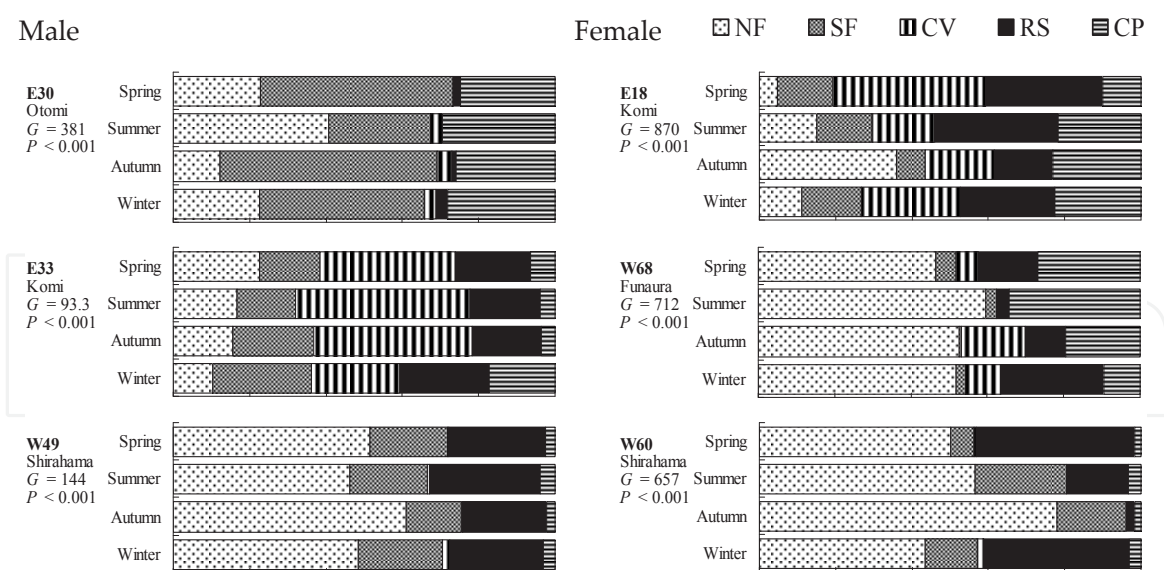 Male
Female NF SF CV RS CP
E30
Otomi
G = 381
P < 0.001
Spring
Summer
Autumn
Winter
E18
Komi
G = 870
P < 0.001
Spring
Summer
Autumn
Winter
E33
Komi
G = 93.3
P < 0.001
Spring
Summer
Autumn
Winter
W68
Funaura
G = 712
P < 0.001
Spring
Summer
Autumn
Winter
W49
Shirahama
G = 144
P < 0.001
Spring
Summer
Autumn
Winter
W60
Shirahama
G = 657
P < 0.001
Spring
Summer
Autumn
Winter